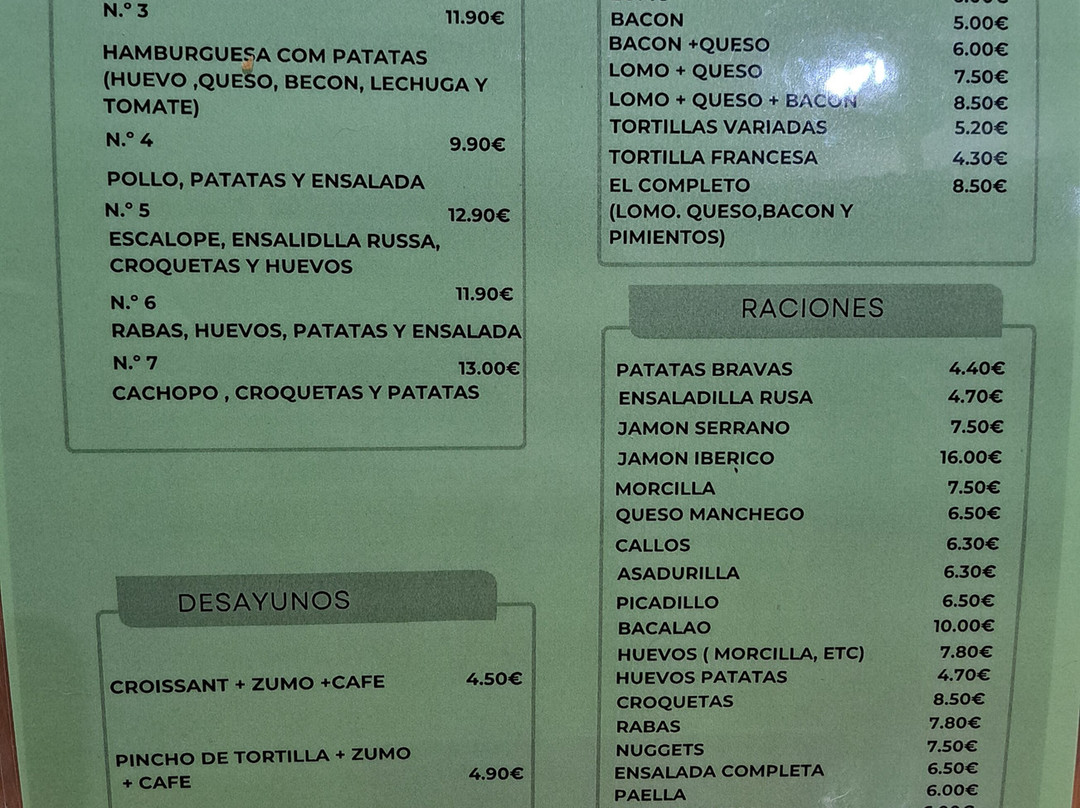 N.º 3 11.90€
HAMBURGUESA COM PATATAS
(HUEVO ,QUESO, BECON, LECHUGA Y
TOMATE)
N.º 4 9.90€
POLLO, PATATAS Y ENSALADA
N.º 5 12.90€
ESCALOPE, ENSALIDLLA RUSSA,
CROQUETAS Y HUEVOS
N.º 6 11.90€
RABAS, HUEVOS, PATATAS Y ENSALADA
N.º 7 13.00€
CACHOPO , CROQUETAS Y PATATAS
DESAYUNOS
CROISSANT + ZUMO +CAFE 4.50€
PINCHO DE TORTILLA + ZUMO
+ CAFE 4.90€
BACON 5.00€
BACON +QUESO 6.00€
LOMO + QUESO 7.50€
LOMO + QUESO + BACON 8.50€
TORTILLAS VARIADAS 5.20€
TORTILLA FRANCESA 4.30€
EL COMPLETO 8.50€
(LOMO. QUESO,BACON Y
PIMIENTOS)
RACIONES
PATATAS BRAVAS 4.40€
ENSALADILLA RUSA 4.70€
JAMON SERRANO 7.50€
JAMON IBERICO 16.00€
MORCILLA 7.50€
QUESO MANCHEGO 6.50€
CALLOS 6.30€
ASADURILLA 6.30€
PICADILLO 6.50€
BACALAO 10.00€
HUEVOS ( MORCILLA, ETC) 7.80€
HUEVOS PATATAS 4.70€
CROQUETAS 8.50€
RABAS 7.80€
NUGGETS 7.50€
ENSALADA COMPLETA 6.50€
PAELLA 6.00€